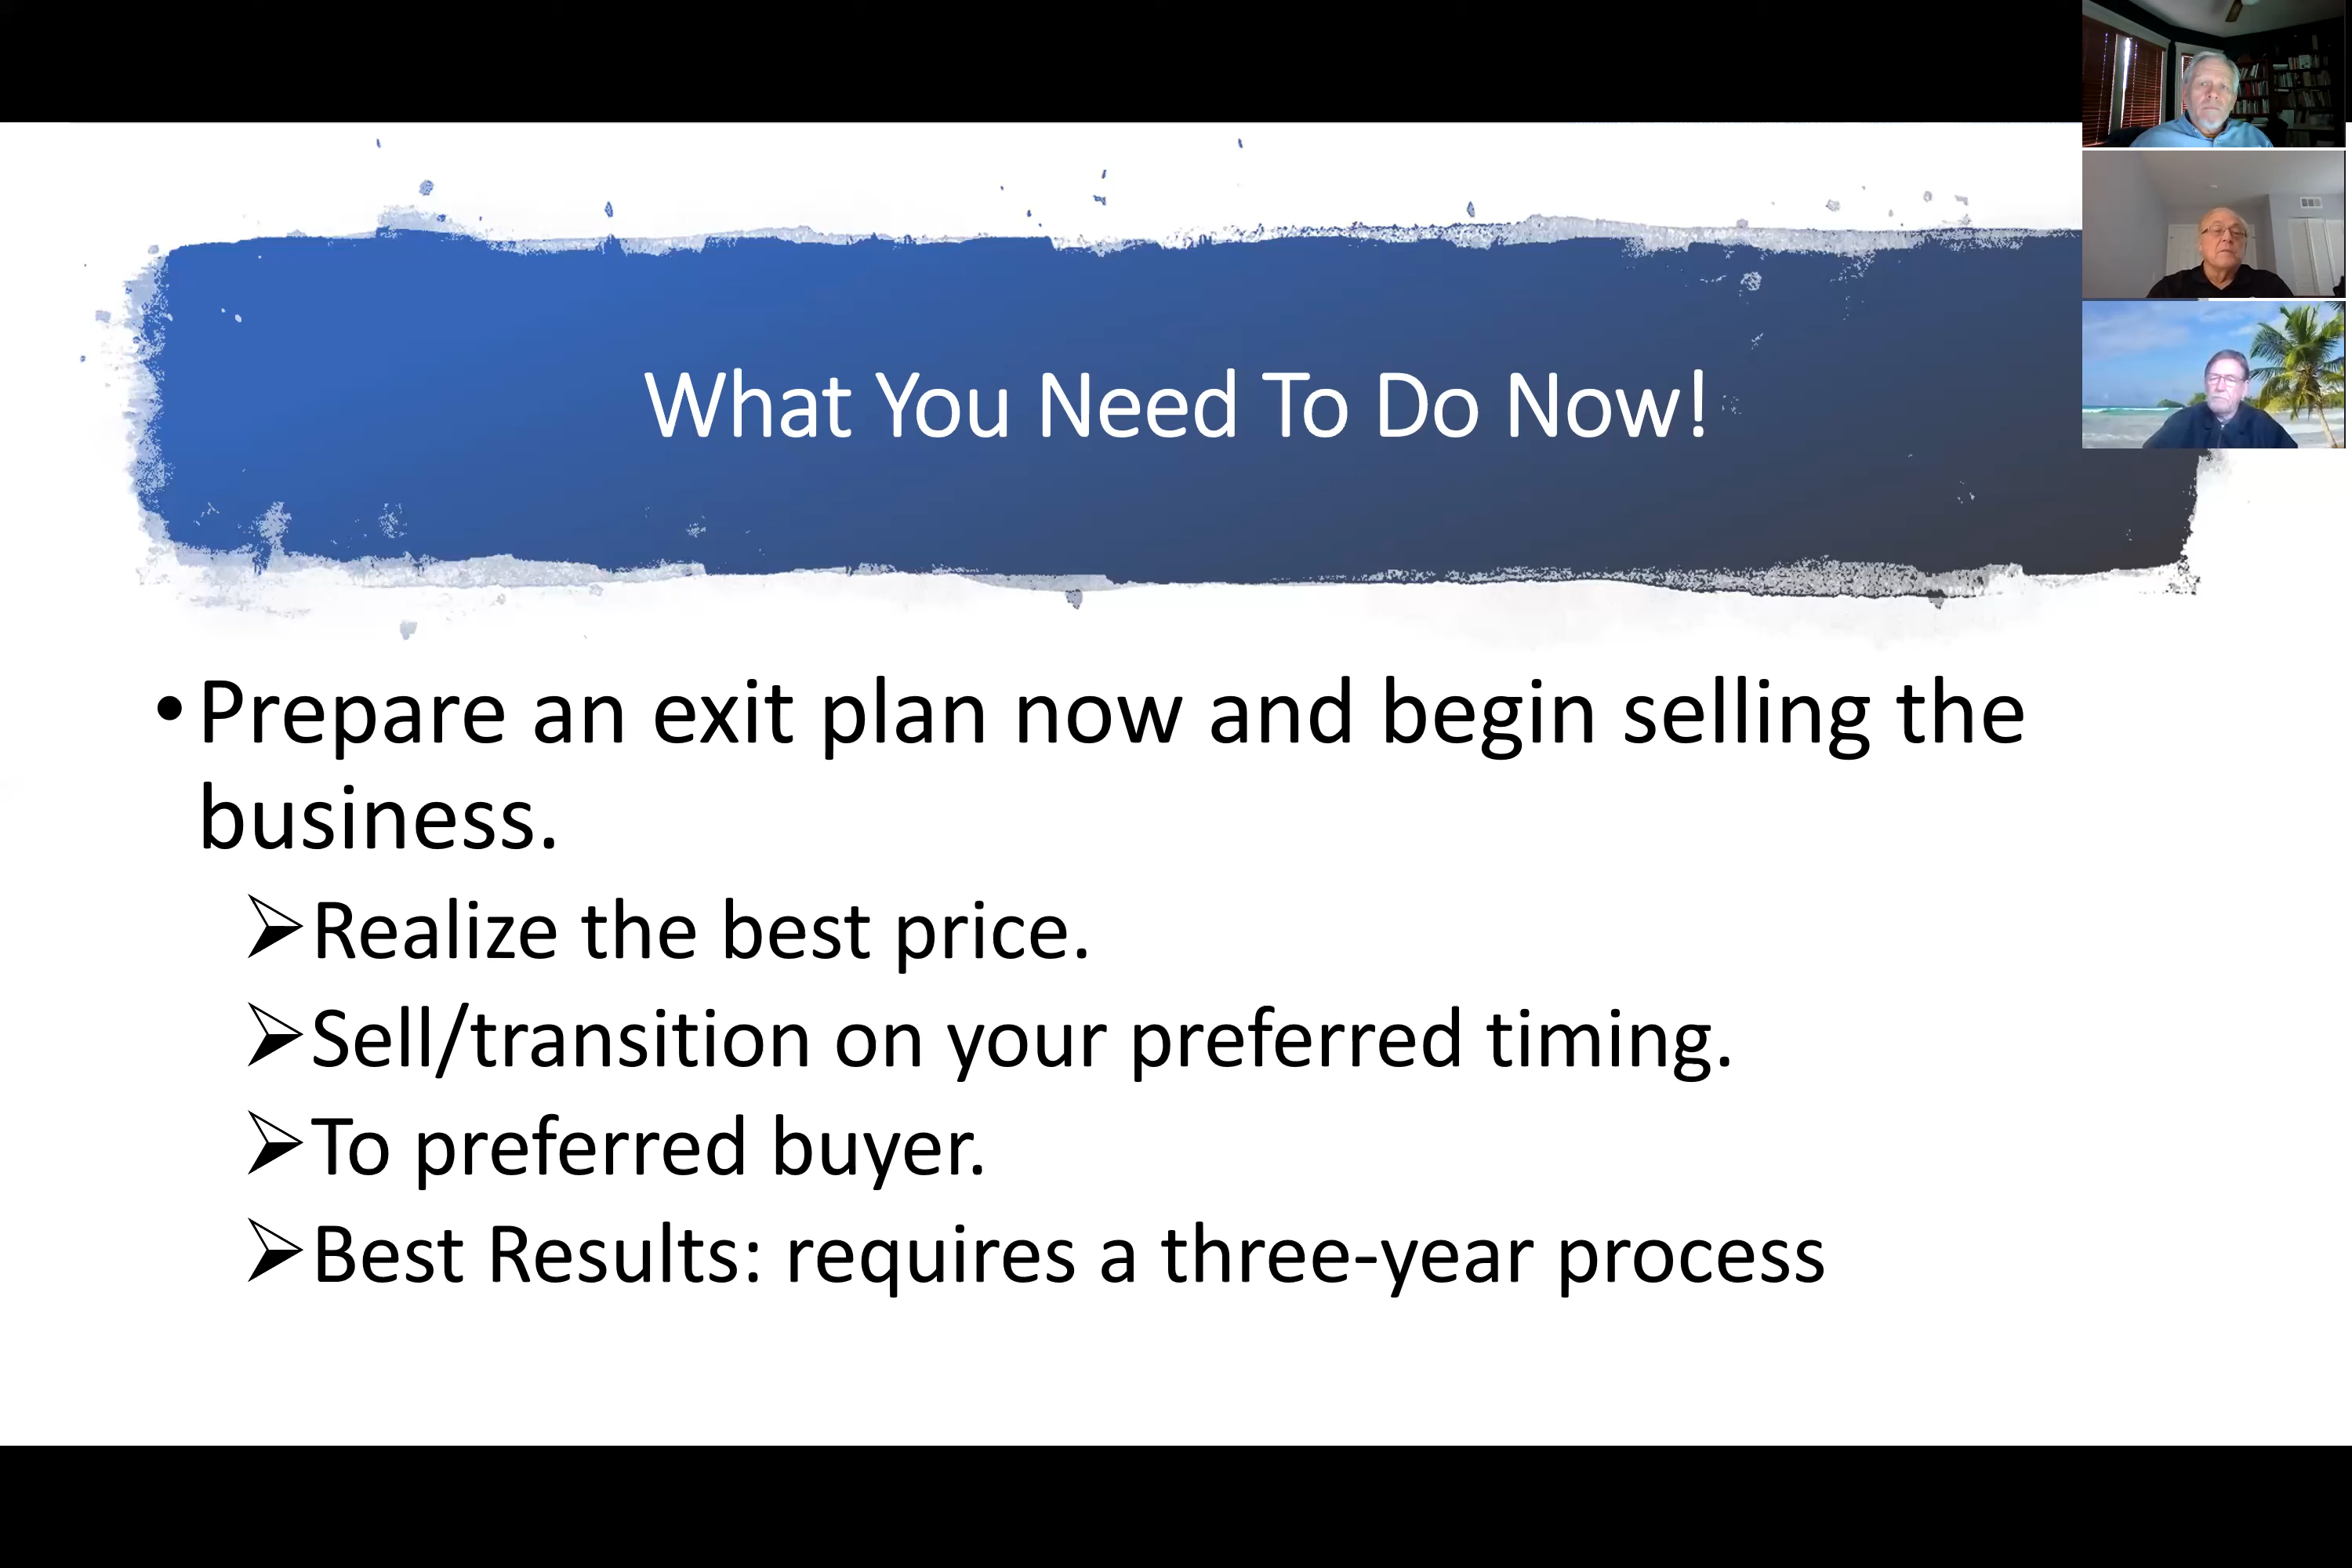 What You Need To Do Now!
• Prepare an exit plan now and begin selling the
business.
➢ Realize the best price.
➢ Sell/transition on your preferred timing.
➢ To preferred buyer.
➢ Best Results: requires a three-year process